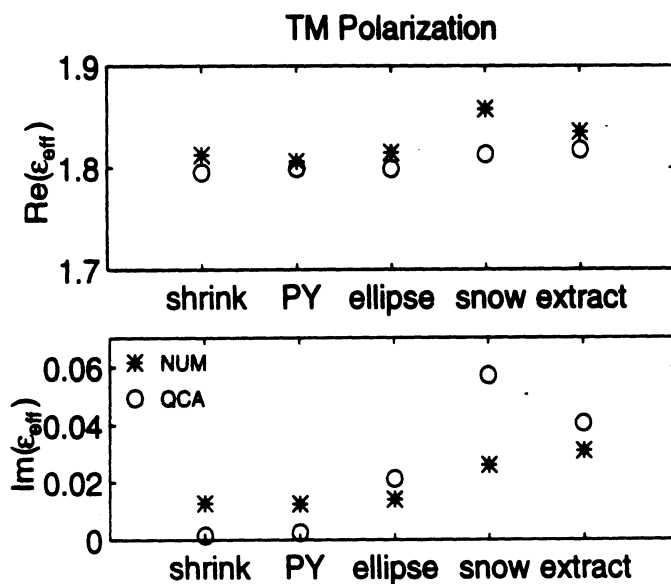 TM Polarization
1.9
1.8
1.7
Re(ε_eff)
shrink PY ellipse snow extract
0.06
0.04
0.02
0
Im(ε_eff)
NUM
QCA
shrink PY ellipse snow extract